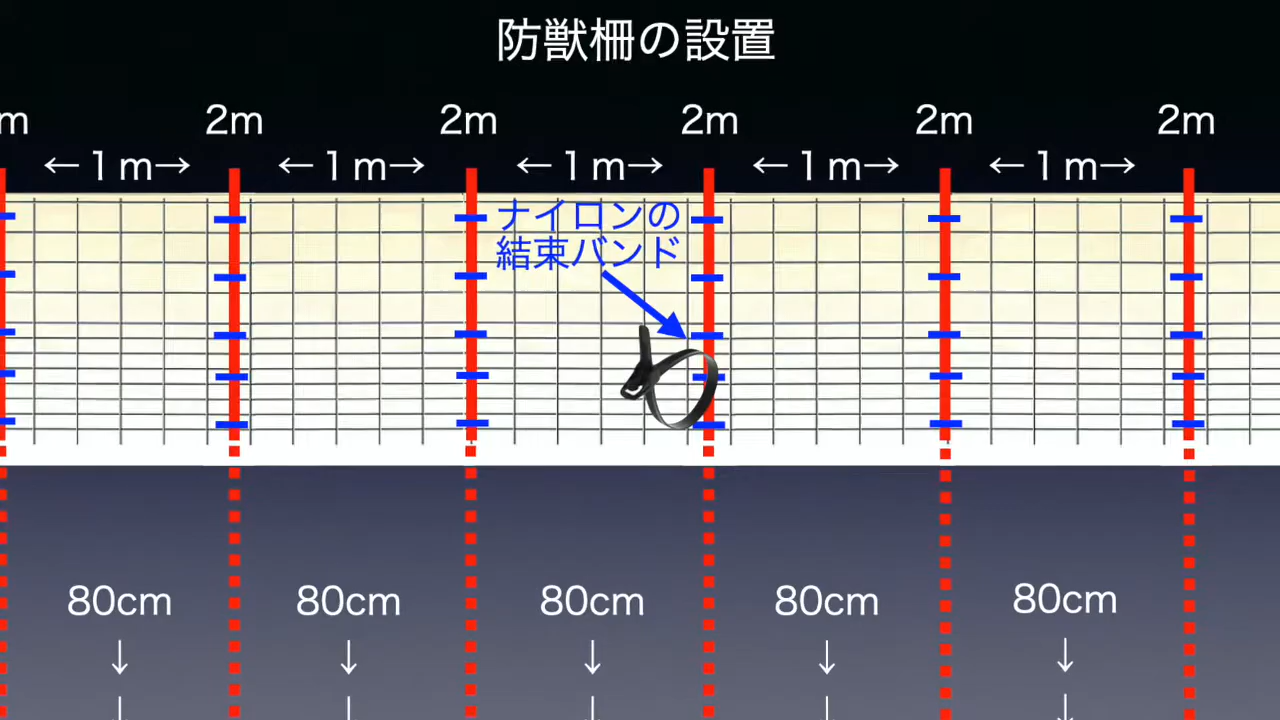 防獣柵の設置
m 2m 2m 2m 2m 2m
←1m→ ←1m→ ←1m→ ←1m→ ←1m→
ナイロンの
結束バンド
80cm 80cm 80cm 80cm 80cm
↓ ↓ ↓ ↓ ↓